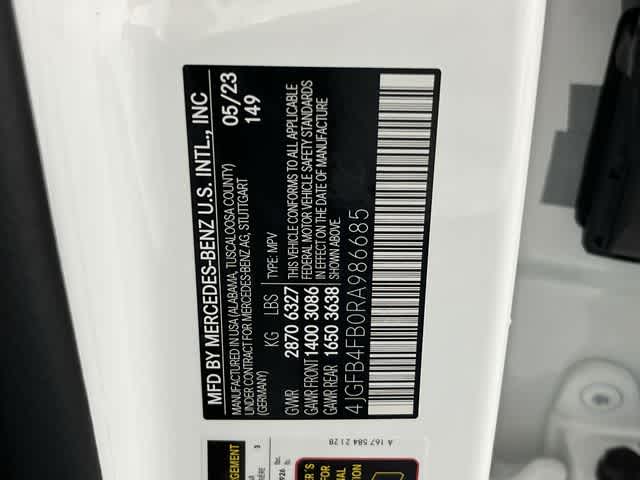 MFD BY MERCEDES-BENZ U.S. INTL., INC
05/23
149
MANUFACTURED IN USA (ALABAMA, TUSCALOOSA COUNTY)
UNDER CONTRACT FOR MERCEDES-BENZ AG, STUTTGART
(GERMANY)
KG LBS TYPE: MPV
GVWR 2870 6327
GAWR FRONT 1400 3086
GAWR REAR 1650 3638
THIS VEHICLE CONFORMS TO ALL APPLICABLE
FEDERAL MOTOR VEHICLE SAFETY STANDARDS
IN EFFECT ON THE DATE OF MANUFACTURE
SHOWN ABOVE.
4JGFB4FB0RA986685
A 167 584 21 28